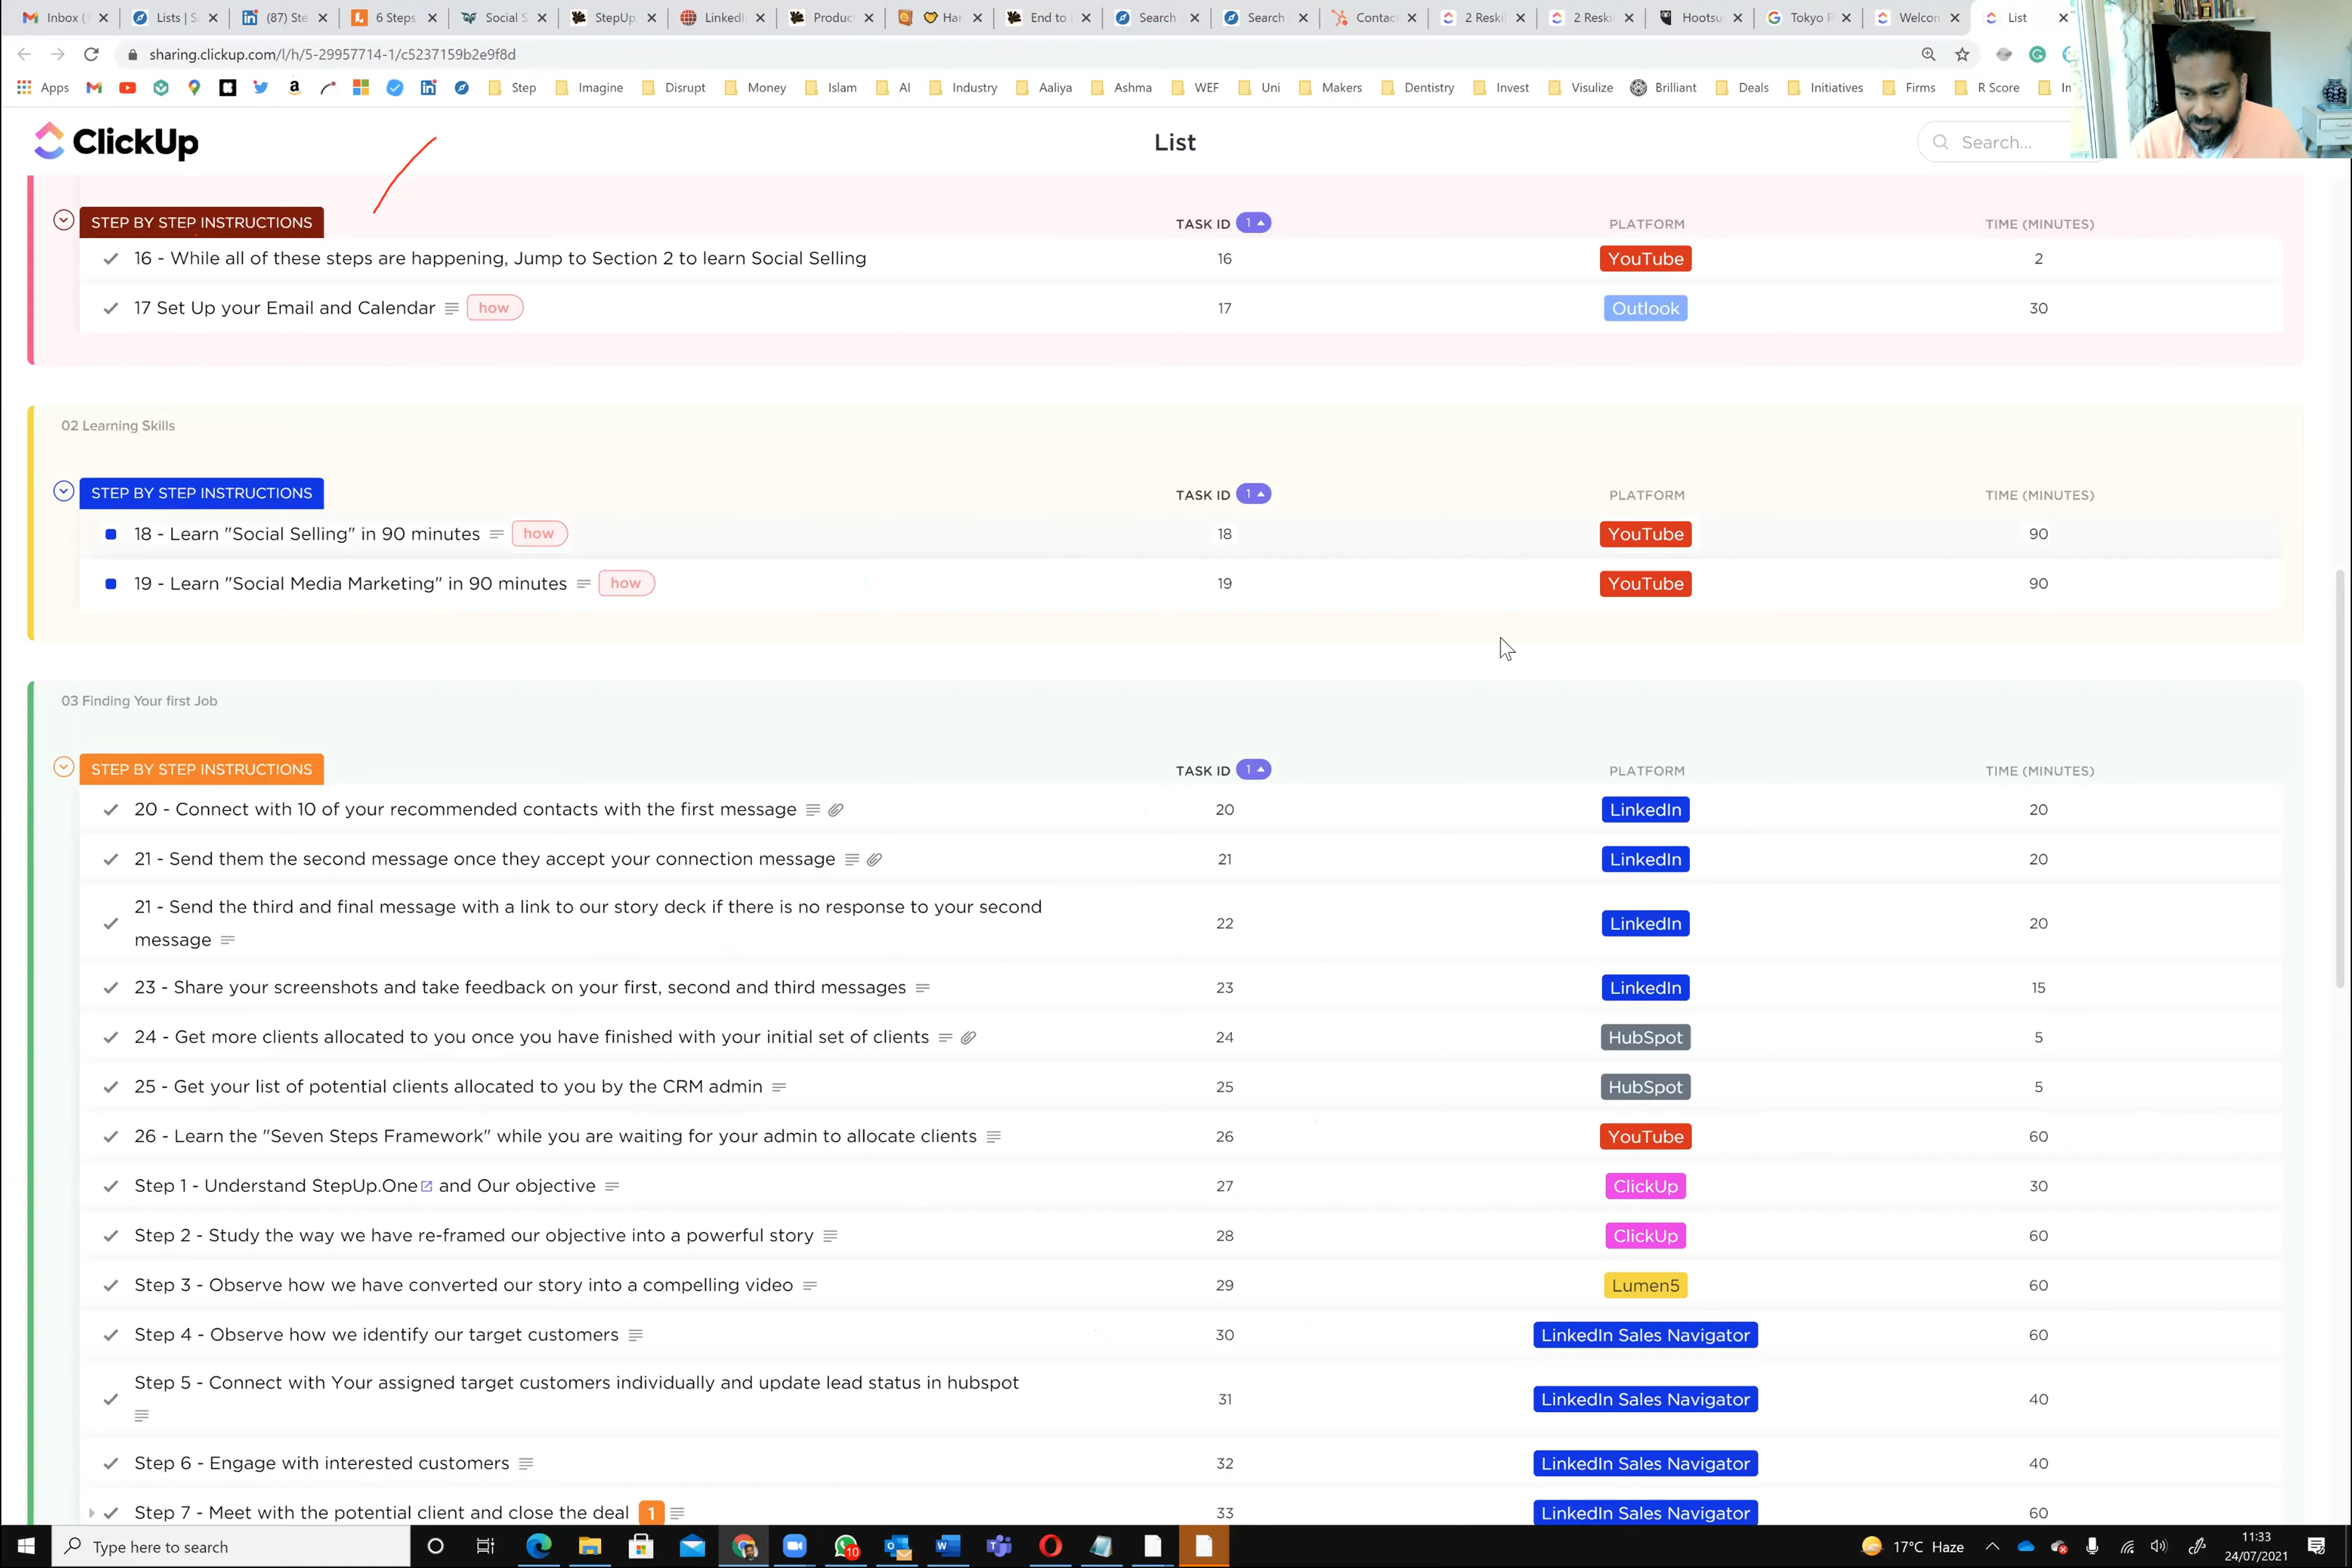 Inbox (1
Lists | Sa
(87) Ste
6 Steps
Social S
StepUp.
LinkedI
Produc
Har
End to
Search
Search
Contac
2 Reskil
2 Reskil
Hootsu
Tokyo P
Welcon
List
sharing.clickup.com/l/h/5-29957714-1/c5237159b2e9f8d
Apps
Step
Imagine
Disrupt
Money
Islam
AI
Industry
Aaliya
Ashma
WEF
Uni
Makers
Dentistry
Invest
Visulize
Brilliant
Deals
Initiatives
Firms
R Score
ClickUp
List
Search...
STEP BY STEP INSTRUCTIONS TASK ID 1 PLATFORM TIME (MINUTES)
16 - While all of these steps are happening, Jump to Section 2 to learn Social Selling 16 YouTube 2
17 Set Up your Email and Calendar how 17 Outlook 30
02 Learning Skills
STEP BY STEP INSTRUCTIONS TASK ID 1 PLATFORM TIME (MINUTES)
18 - Learn "Social Selling" in 90 minutes how 18 YouTube 90
19 - Learn "Social Media Marketing" in 90 minutes how 19 YouTube 90
03 Finding Your first Job
STEP BY STEP INSTRUCTIONS TASK ID 1 PLATFORM TIME (MINUTES)
20 - Connect with 10 of your recommended contacts with the first message 20 LinkedIn 20
21 - Send them the second message once they accept your connection message 21 LinkedIn 20
21 - Send the third and final message with a link to our story deck if there is no response to your second
message 22 LinkedIn 20
23 - Share your screenshots and take feedback on your first, second and third messages 23 LinkedIn 15
24 - Get more clients allocated to you once you have finished with your initial set of clients 24 HubSpot 5
25 - Get your list of potential clients allocated to you by the CRM admin 25 HubSpot 5
26 - Learn the "Seven Steps Framework" while you are waiting for your admin to allocate clients 26 YouTube 60
Step 1 - Understand StepUp.One and Our objective 27 ClickUp 30
Step 2 - Study the way we have re-framed our objective into a powerful story 28 ClickUp 60
Step 3 - Observe how we have converted our story into a compelling video 29 Lumen5 60
Step 4 - Observe how we identify our target customers 30 LinkedIn Sales Navigator 60
Step 5 - Connect with Your assigned target customers individually and update lead status in hubspot 31 LinkedIn Sales Navigator 40
Step 6 - Engage with interested customers 32 LinkedIn Sales Navigator 40
Step 7 - Meet with the potential client and close the deal 1 33 LinkedIn Sales Navigator 60
Type here to search
10
17°C Haze
11:33
24/07/2021